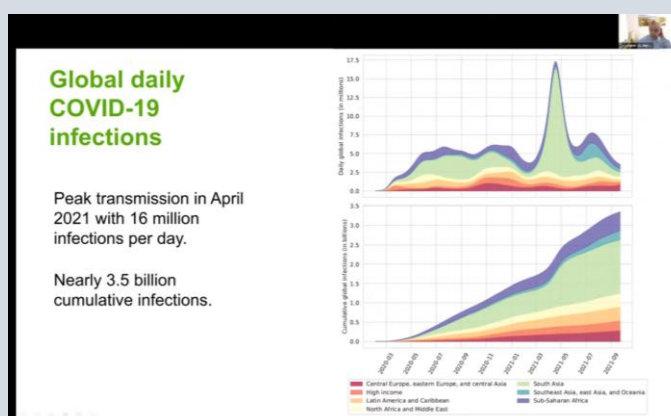 Global daily
COVID-19
infections
Peak transmission in April
2021 with 16 million
infections per day.
Nearly 3.5 billion
cumulative infections.
Daily global infections (in millions)
17.5
15.0
12.5
10.0
7.5
5.0
2.5
0.0
Cumulative global infections (in billions)
3.5
3.0
2.5
2.0
1.5
1.0
0.5
0.0
2020-03
2020-05
2020-07
2020-09
2020-11
2021-01
2021-03
2021-05
2021-07
2021-09
Central Europe, eastern Europe, and central Asia
High income
Latin America and Caribbean
North Africa and Middle East
South Asia
Southeast Asia, east Asia, and Oceania
Sub-Saharan Africa